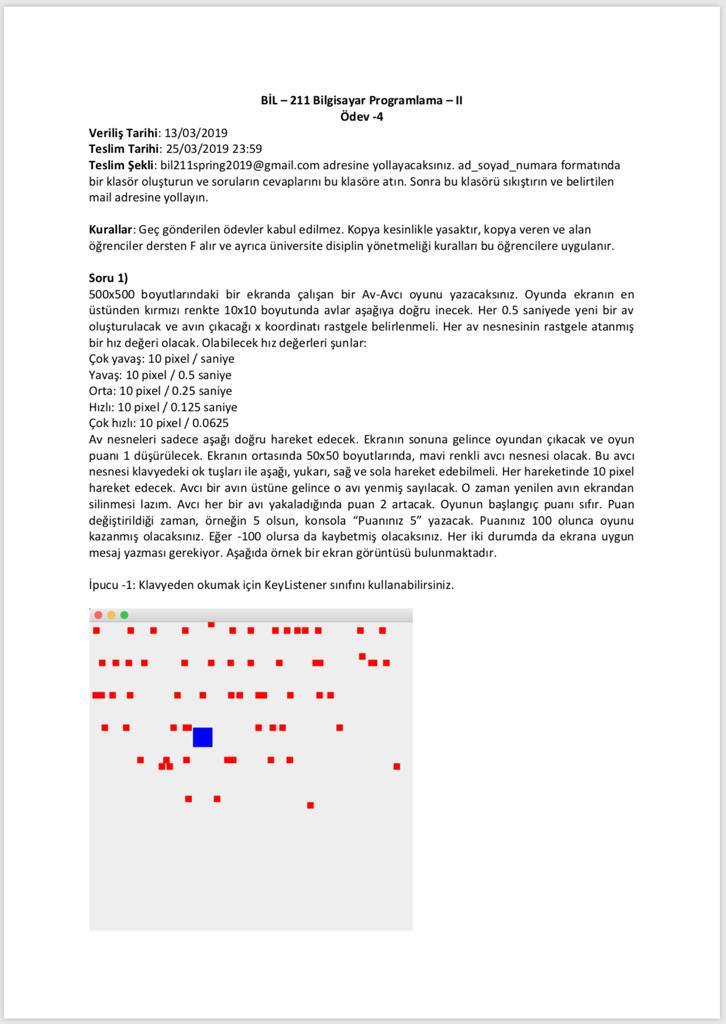 BİL – 211 Bilgisayar Programlama – II
Ödev -4
Veriliş Tarihi: 13/03/2019
Teslim Tarihi: 25/03/2019 23:59
Teslim Şekli: bil211spring2019@gmail.com adresine yollayacaksınız. ad_soyad_numara formatında
bir klasör oluşturun ve soruların cevaplarını bu klasöre atın. Sonra bu klasörü sıkıştırın ve belirtilen
mail adresine yollayın.
Kurallar: Geç gönderilen ödevler kabul edilmez. Kopya kesinlikle yasaktır, kopya veren ve alan
öğrenciler dersten F alır ve ayrıca üniversite disiplin yönetmeliği kuralları bu öğrencilere uygulanır.
Soru 1)
500x500 boyutlarındaki bir ekranda çalışan bir Av-Avcı oyunu yazacaksınız. Oyunda ekranın en
üstünden kırmızı renkte 10x10 boyutunda avlar aşağıya doğru inecek. Her 0.5 saniyede yeni bir av
oluşturulacak ve avın çıkacağı x koordinatı rastgele belirlenmeli. Her av nesnesinin rastgele atanmış
bir hız değeri olacak. Olabilecek hız değerleri şunlar:
Çok yavaş: 10 pixel / saniye
Yavaş: 10 pixel / 0.5 saniye
Orta: 10 pixel / 0.25 saniye
Hızlı: 10 pixel / 0.125 saniye
Çok hızlı: 10 pixel / 0.0625
Av nesneleri sadece aşağı doğru hareket edecek. Ekranın sonuna gelince oyundan çıkacak ve oyun
puanı 1 düşürülecek. Ekranın ortasında 50x50 boyutlarında, mavi renkli avcı nesnesi olacak. Bu avcı
nesnesi klavyedeki ok tuşları ile aşağı, yukarı, sağ ve sola hareket edebilmeli. Her hareketinde 10 pixel
hareket edecek. Avcı bir avın üstüne gelince o avı yenmiş sayılacak. O zaman yenilen avın ekrandan
silinmesi lazım. Avcı her bir avı yakaladığında puan 2 artacak. Oyunun başlangıç puanı sıfır. Puan
değiştirildiği zaman, örneğin 5 olsun, konsola “Puanınız 5” yazacak. Puanınız 100 olunca oyunu
kazanmış olacaksınız. Eğer -100 olursa da kaybetmiş olacaksınız. Her iki durumda da ekrana uygun
mesaj yazması gerekiyor. Aşağıda örnek bir ekran görüntüsü bulunmaktadır.
İpucu -1: Klavyeden okumak için KeyListener sınıfını kullanabilirsiniz.